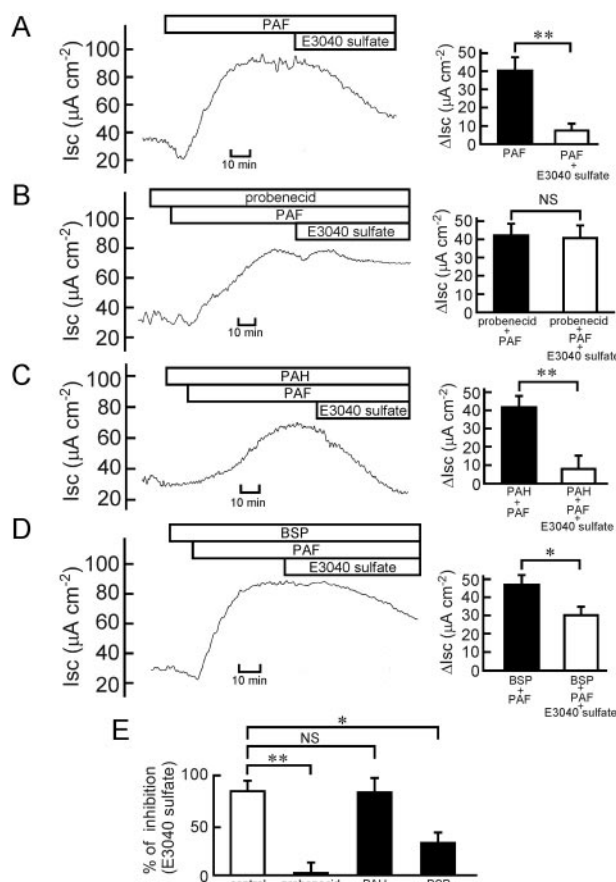 A
PAF
E3040 sulfate
Isc (μA cm-2)
100
80
60
40
20
10 min
ΔIsc (μA cm-2)
50
40
30
20
10
0
**
PAF
PAF
+
E3040 sulfate
B
probenecid
PAF
E3040 sulfate
Isc (μA cm-2)
100
80
60
40
20
10 min
ΔIsc (μA cm-2)
50
40
30
20
10
0
NS
probenecid
+
PAF
probenecid
+
PAF
+
E3040 sulfate
C
PAH
PAF
E3040 sulfate
Isc (μA cm-2)
100
80
60
40
20
10 min
ΔIsc (μA cm-2)
50
40
30
20
10
0
**
PAH
+
PAF
PAH
+
PAF
+
E3040 sulfate
D
BSP
PAF
E3040 sulfate
Isc (μA cm-2)
100
80
60
40
20
10 min
ΔIsc (μA cm-2)
50
40
30
20
10
0
*
BSP
+
PAF
BSP
+
PAF
+
E3040 sulfate
E
% of inhibition
(E3040 sulfate)
100
50
0
*
NS
**
control probenecid PAH BSP